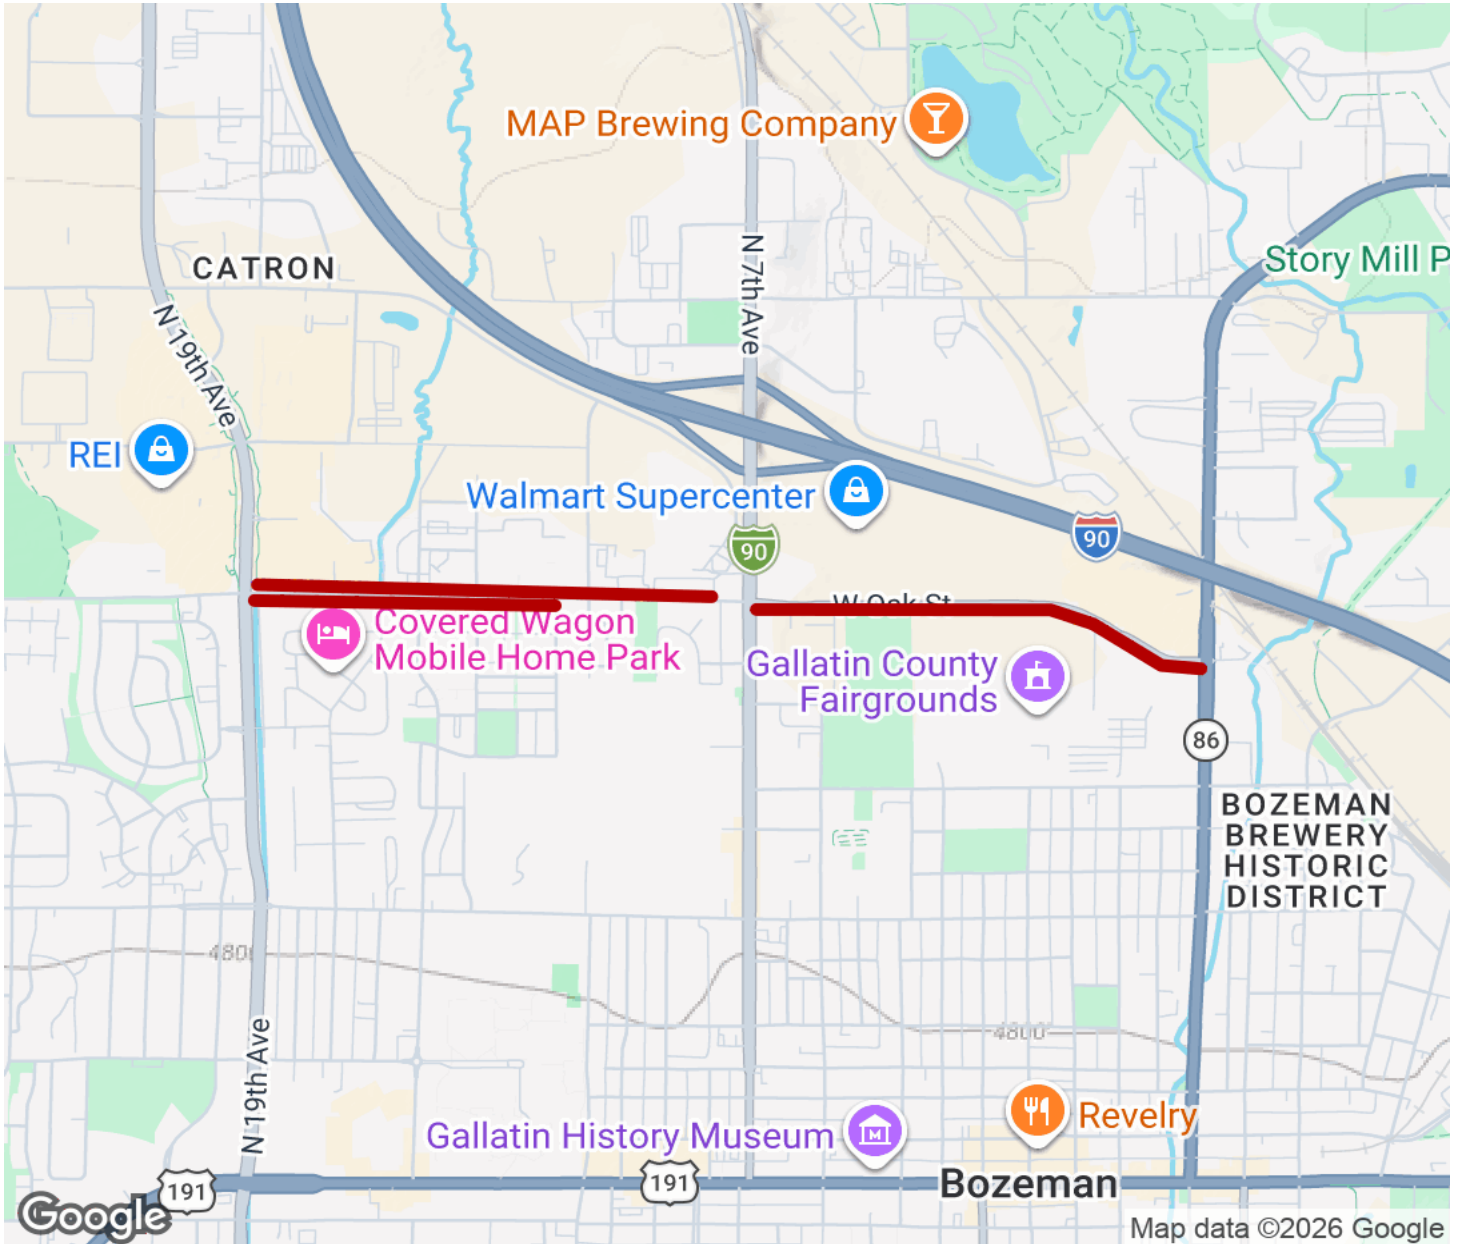 MAP Brewing Company
Story Mill P
CATRON
N 7th Ave
N 19th Ave
REI
Walmart Supercenter
90
90
W Oak St
Covered Wagon
Mobile Home Park
Gallatin County
Fairgrounds
86
BOZEMAN
BREWERY
HISTORIC
DISTRICT
4800
4800
N 19th Ave
Revelry
Gallatin History Museum
191
191
Bozeman
Google
Map data ©2026 Google